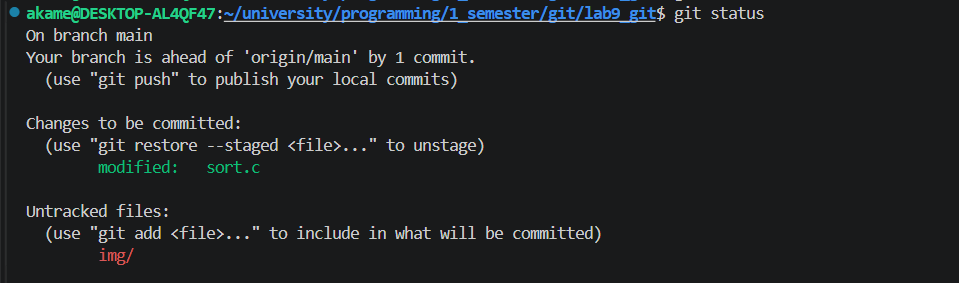 akame@DESKTOP-AL4QF47:~/university/programming/1_semester/git/lab9_git$ git status
On branch main
Your branch is ahead of 'origin/main' by 1 commit.
  (use "git push" to publish your local commits)

Changes to be committed:
  (use "git restore --staged <file>..." to unstage)
        modified:   sort.c

Untracked files:
  (use "git add <file>..." to include in what will be committed)
        img/